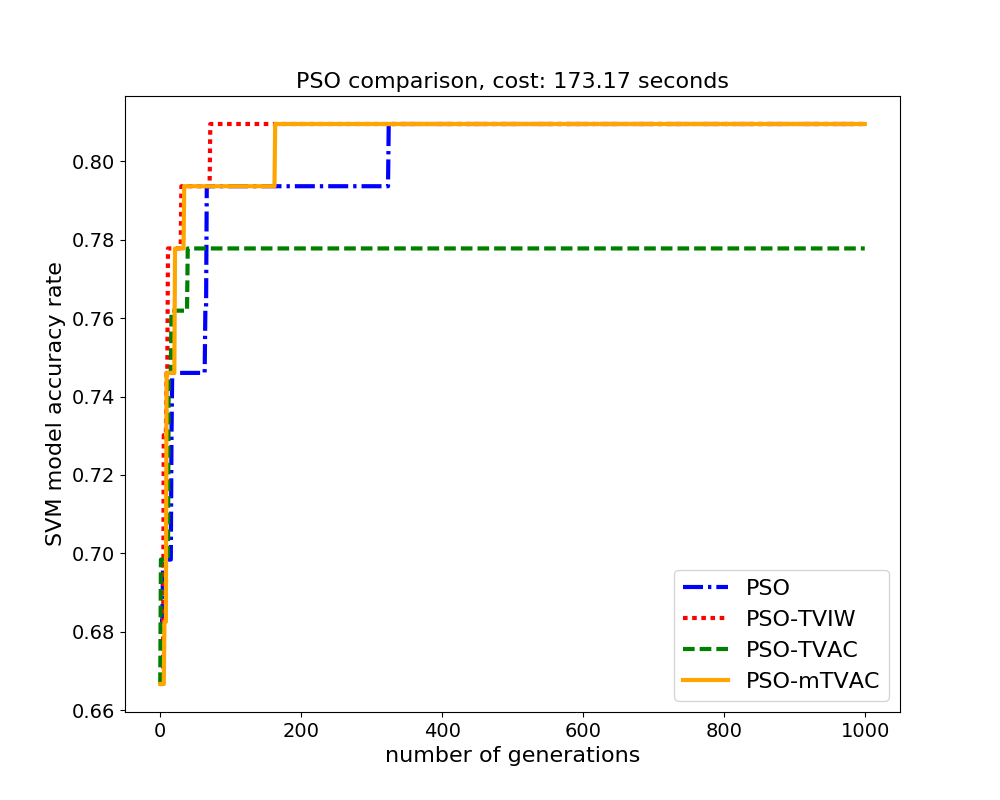 PSO comparison, cost: 173.17 seconds
SVM model accuracy rate
0.80
0.78
0.76
0.74
0.72
0.70
0.68
0.66
0 200 400 600 800 1000
number of generations
PSO
PSO-TVIW
PSO-TVAC
PSO-mTVAC